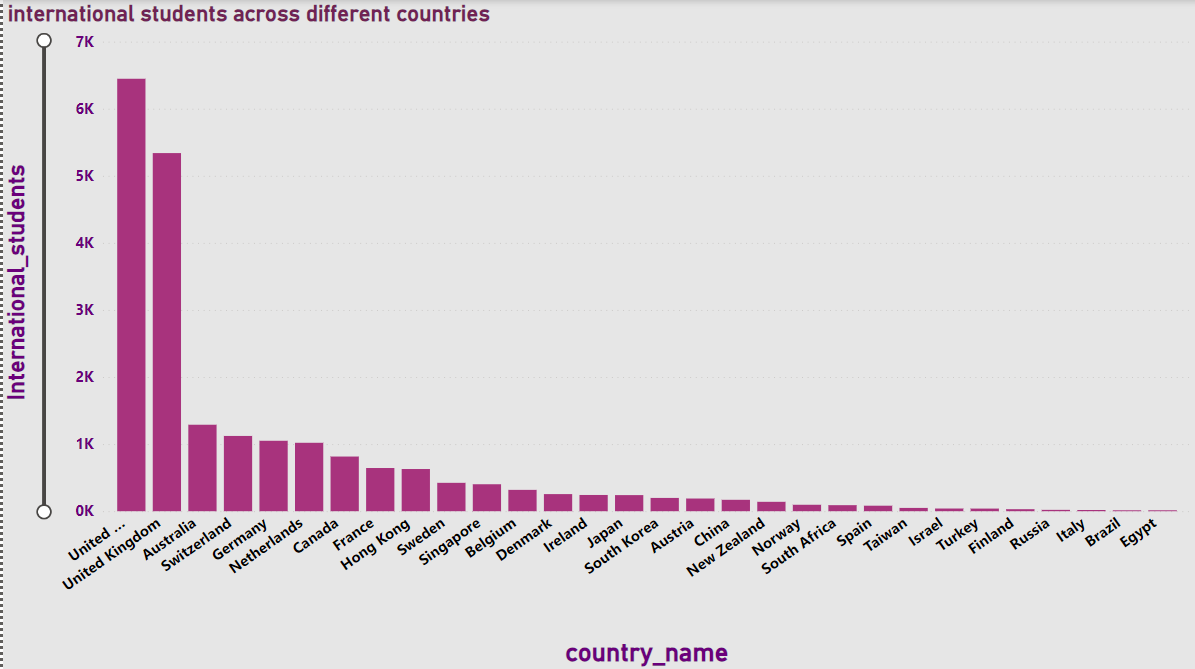 international students across different countries
7K
6K
5K
4K
3K
2K
1K
0K
International_students
United ...
United Kingdom
Australia
Switzerland
Germany
Netherlands
Canada
France
Hong Kong
Sweden
Singapore
Belgium
Denmark
Ireland
Japan
South Korea
Austria
China
New Zealand
Norway
South Africa
Spain
Taiwan
Israel
Turkey
Finland
Russia
Italy
Brazil
Egypt
country_name